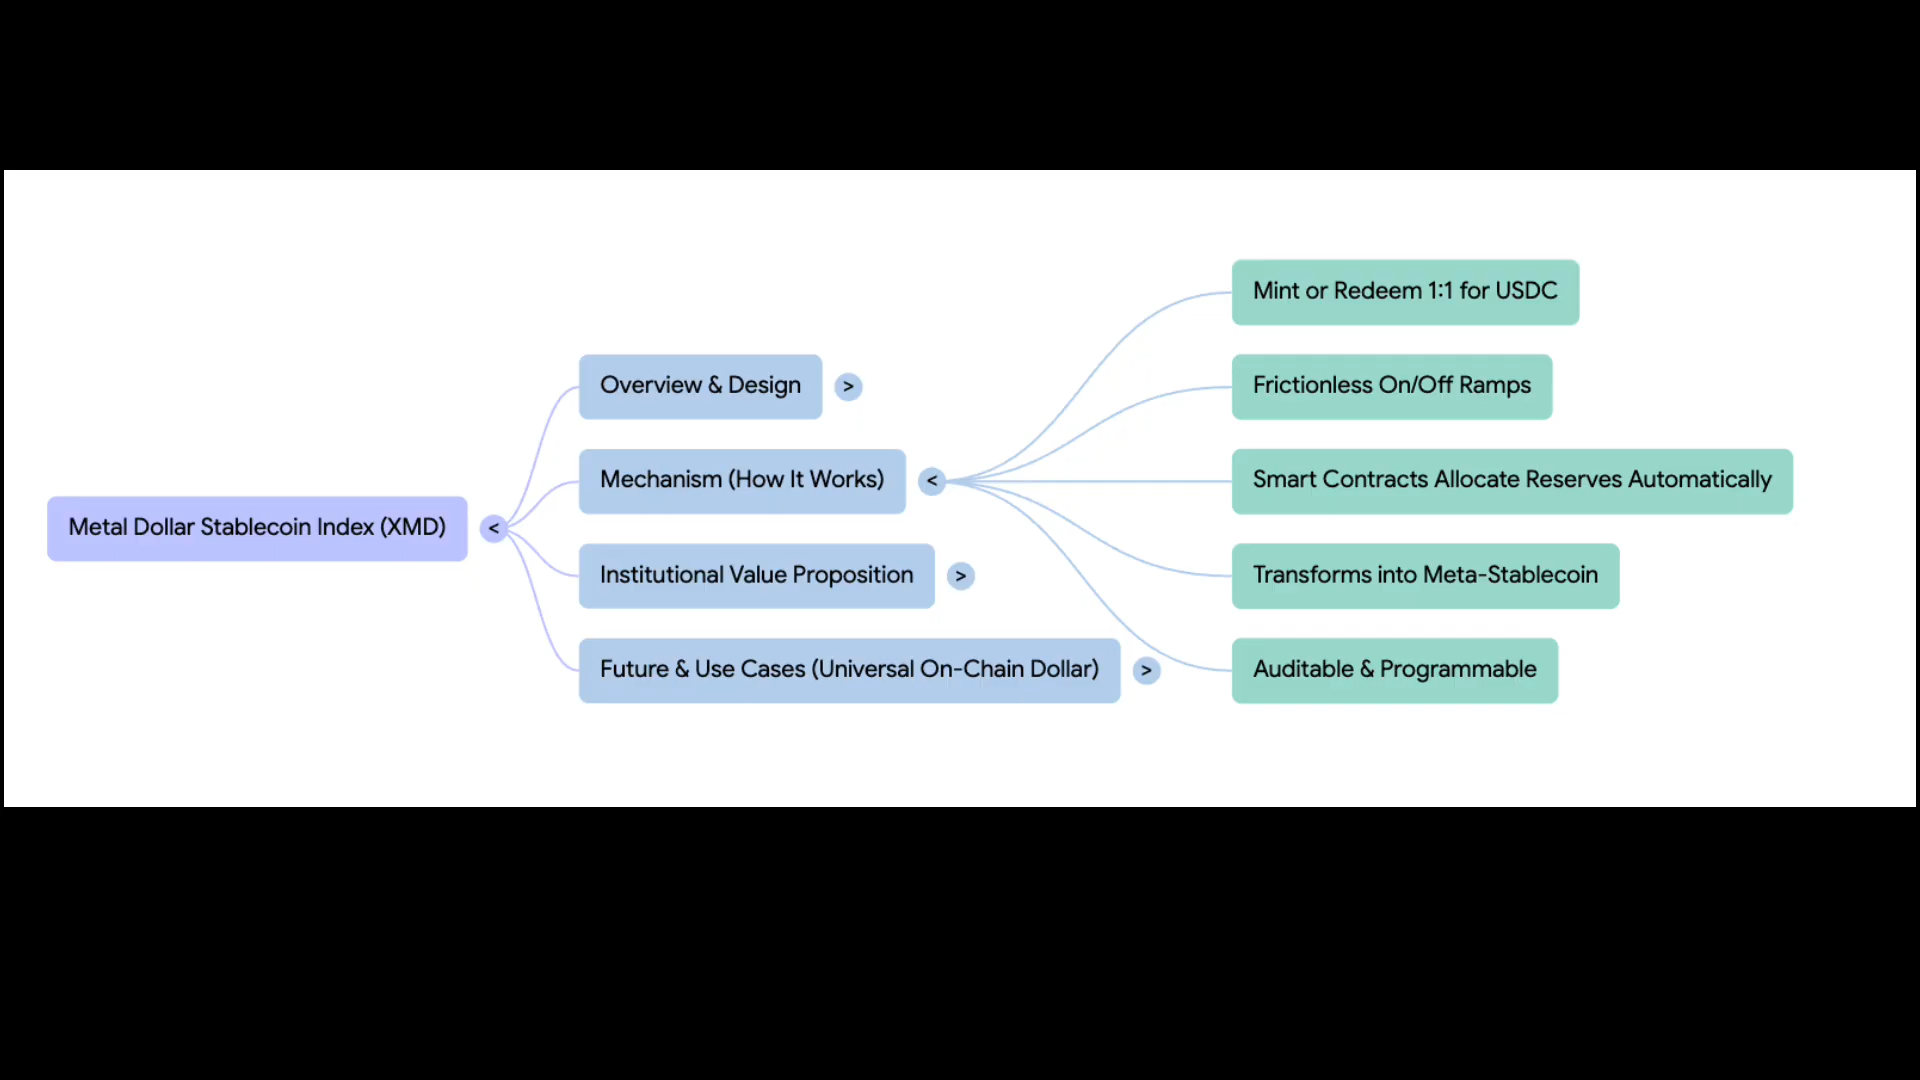 Metal Dollar Stablecoin Index (XMD)
<
Overview & Design
>
Mechanism (How It Works)
<
Institutional Value Proposition
>
Future & Use Cases (Universal On-Chain Dollar)
>
Mint or Redeem 1:1 for USDC
Frictionless On/Off Ramps
Smart Contracts Allocate Reserves Automatically
Transforms into Meta-Stablecoin
Auditable & Programmable